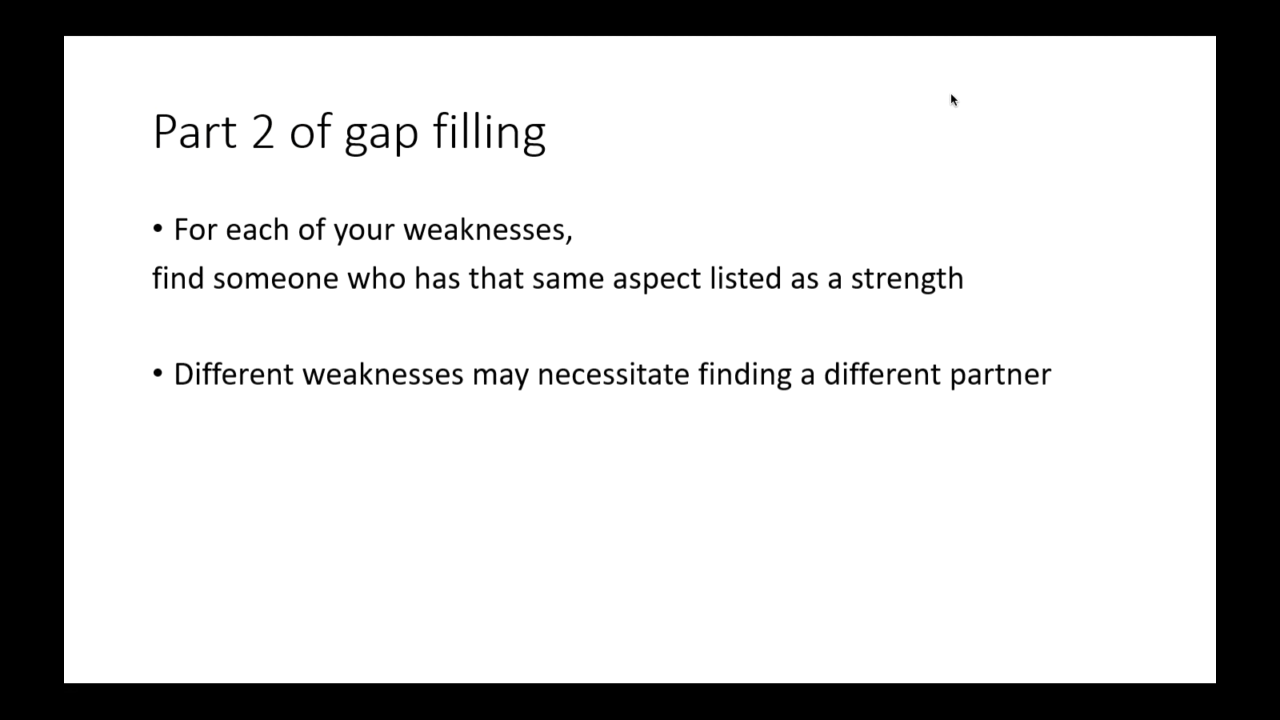 Part 2 of gap filling
• For each of your weaknesses,
find someone who has that same aspect listed as a strength
• Different weaknesses may necessitate finding a different partner